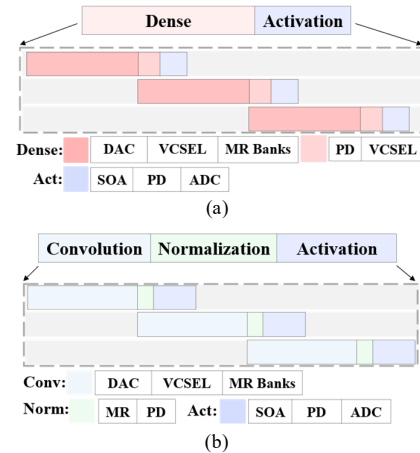 Dense Activation
Dense: DAC VCSEL MR Banks PD VCSEL
Act: SOA PD ADC
(a)
Convolution Normalization Activation
Conv: DAC VCSEL MR Banks
Norm: MR PD Act: SOA PD ADC
(b)